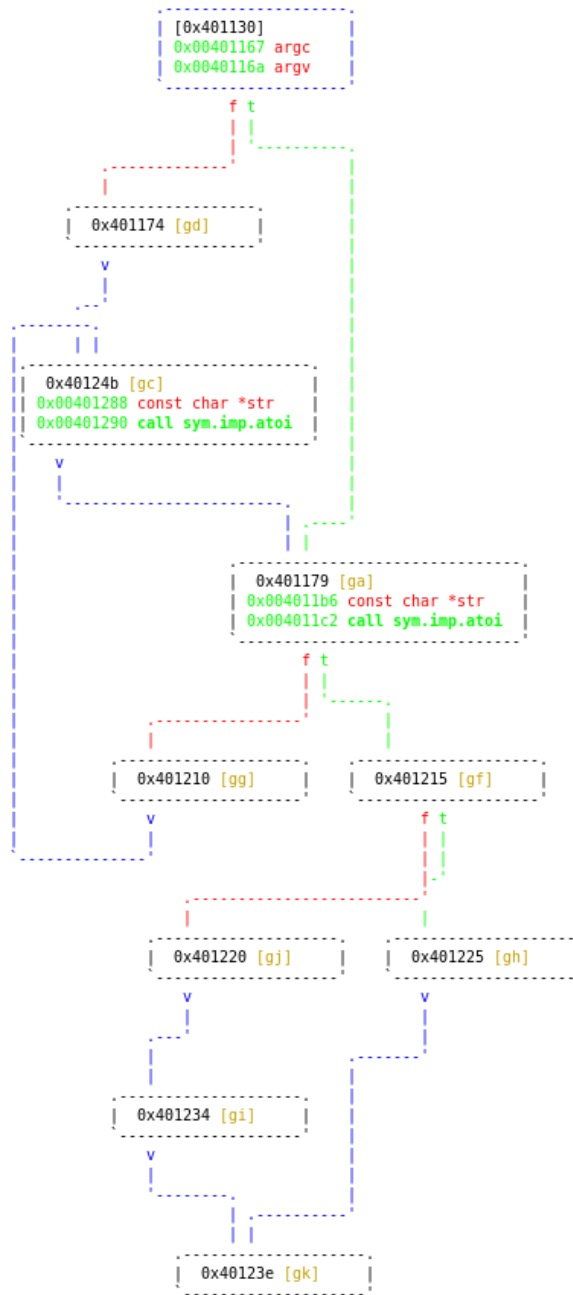 [0x401130]
0x00401167 argc
0x0040116a argv
f t
0x401174 [gd]
v
0x40124b [gc]
0x00401288 const char *str
0x00401290 call sym.imp.atoi
v
0x401179 [ga]
0x004011b6 const char *str
0x004011c2 call sym.imp.atoi
f t
0x401210 [gg]
0x401215 [gf]
v
f t
0x401220 [gj]
0x401225 [gh]
v
v
0x401234 [gi]
v
0x40123e [gk]